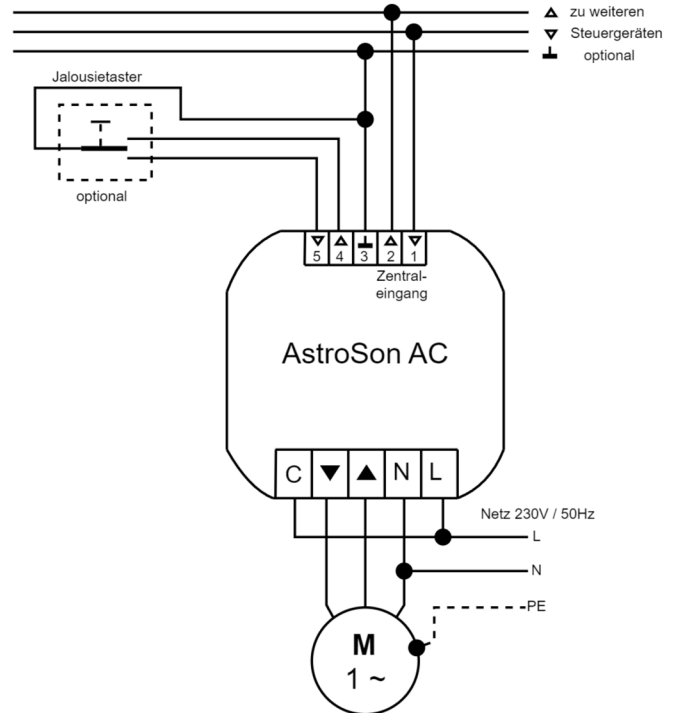 zu weiteren
Steuergeräten
optional
Jalousietaster
optional
5 4 3 2 1
Zentral-
eingang
AstroSon AC
C N L
Netz 230V / 50Hz
L
N
PE
M
1 ~